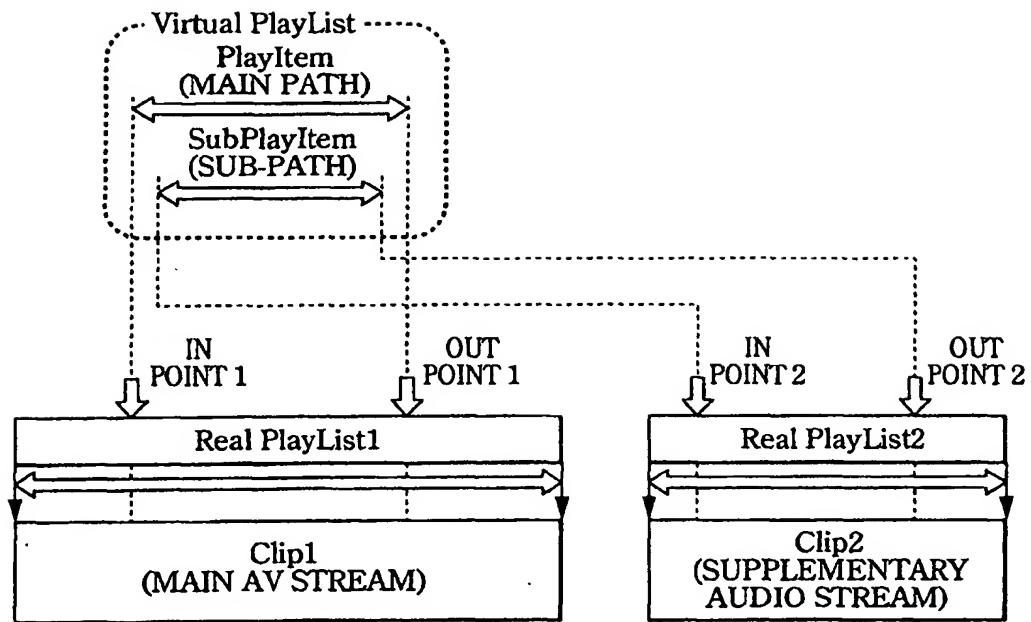 Virtual PlayList
PlayItem
(MAIN PATH)
SubPlayItem
(SUB-PATH)
IN
POINT 1
OUT
POINT 1
IN
POINT 2
OUT
POINT 2
Real PlayList1
Real PlayList2
Clip1
(MAIN AV STREAM)
Clip2
(SUPPLEMENTARY
AUDIO STREAM)